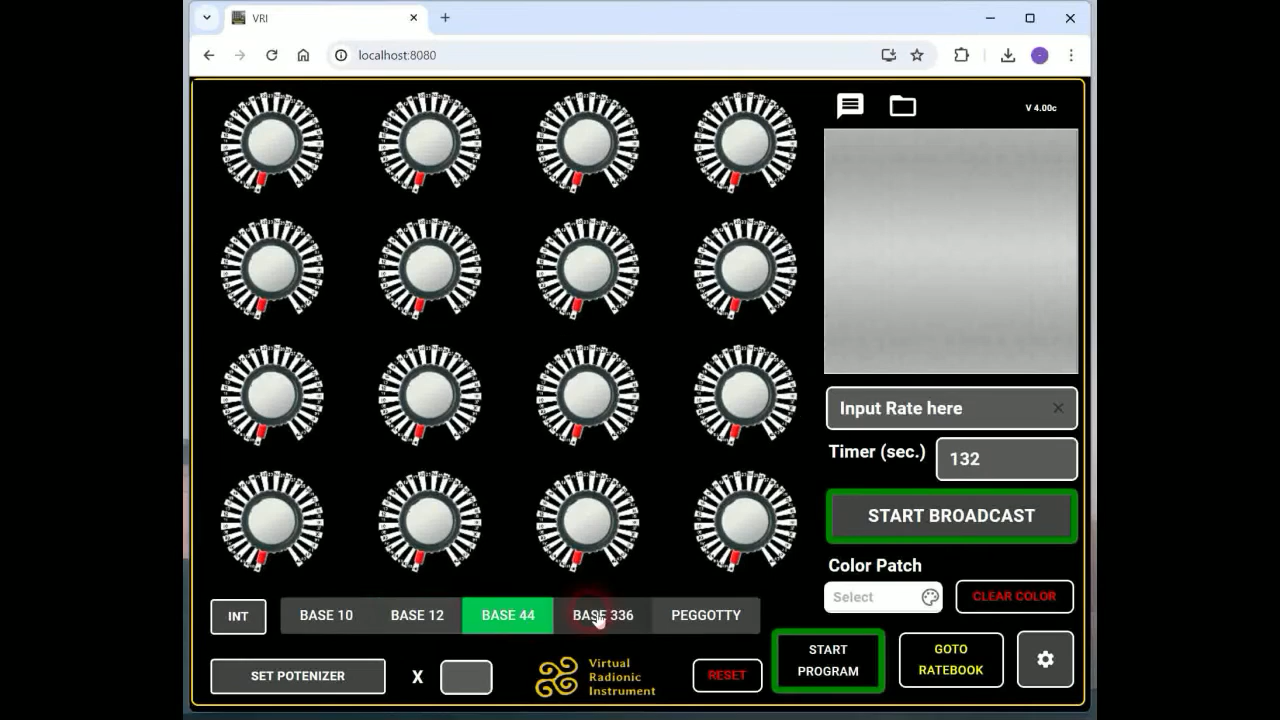 VRI
localhost:8080
V 4.00c
Input Rate here
Timer (sec.)
132
START BROADCAST
Color Patch
Select
CLEAR COLOR
INT
BASE 10
BASE 12
BASE 44
BASE 336
PEGGOTTY
START
PROGRAM
GOTO
RATEBOOK
SET POTENIZER
X
Virtual
Radionic
Instrument
RESET